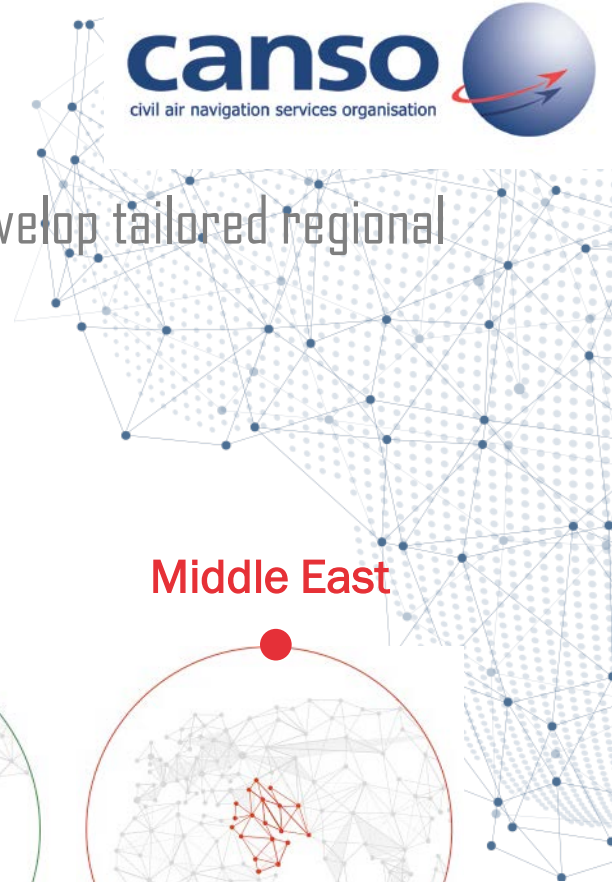 canso
civil air navigation services organisation
velop tailored regional
Middle East